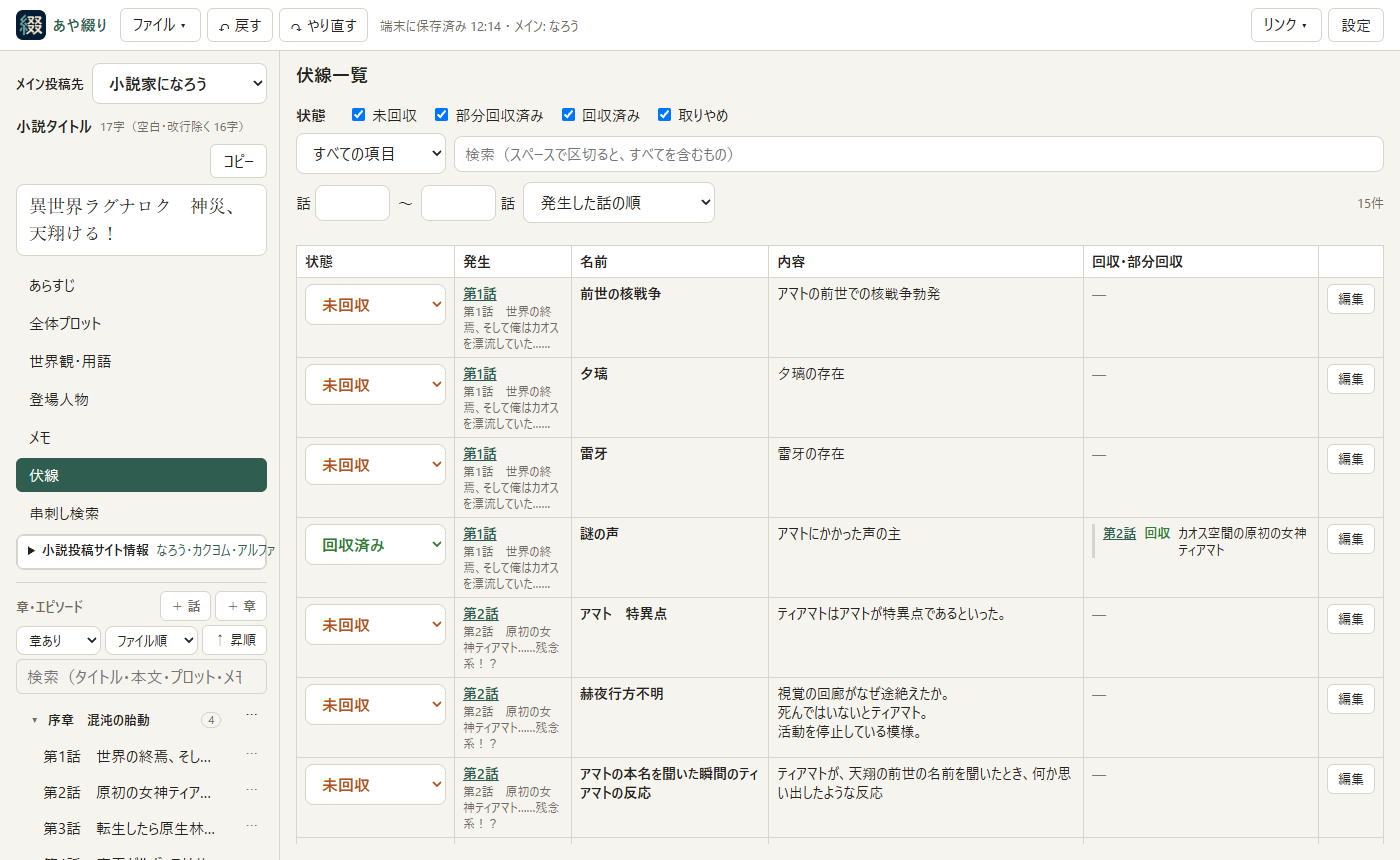 綴 あや綴り ファイル ▾ 戻す やり直す 端末に保存済み 12:14・メイン: なろう リンク ▾ 設定
メイン投稿先 小説家になろう
小説タイトル 17字（空白・改行除く 16字）
コピー
異世界ラグナロク　神災、
天翔ける！
あらすじ
全体プロット
世界観・用語
登場人物
メモ
伏線
串刺し検索
▶ 小説投稿サイト情報 なろう・カクヨム・アルファ
章・エピソード ＋ 話 ＋ 章
章あり ファイル順 ↑ 昇順
検索（タイトル・本文・プロット・メモ
▾ 序章　混沌の胎動 4 …
第1話　世界の終焉、そし… …
第2話　原初の女神ティア… …
第3話　転生したら原生林… …
伏線一覧
状態 未回収 部分回収済み 回収済み 取りやめ
すべての項目 検索（スペースで区切ると、すべてを含むもの）
話 ～ 話 発生した話の順 15件
状態 発生 名前 内容 回収・部分回収
未回収 第1話 前世の核戦争 アマトの前世での核戦争勃発 — 編集
第1話　世界の終
焉、そして俺はカオス
を漂流していた……
未回収 第1話 夕璃 夕璃の存在 — 編集
第1話　世界の終
焉、そして俺はカオス
を漂流していた……
未回収 第1話 雷牙 雷牙の存在 — 編集
第1話　世界の終
焉、そして俺はカオス
を漂流していた……
回収済み 第1話 謎の声 アマトにかかった声の主 第2話 回収 カオス空間の原初の女神 編集
ティアマト
第1話　世界の終
焉、そして俺はカオス
を漂流していた……
未回収 第2話 アマト　特異点 ティアマトはアマトが特異点であるといった。 — 編集
第2話　原初の女
神ティアマト……残念
系！？
未回収 第2話 赫夜行方不明 視覚の回廊がなぜ途絶えたか。 — 編集
死んではいないとティアマト。
活動を停止している模様。
第2話　原初の女
神ティアマト……残念
系！？
未回収 第2話 アマトの本名を聞いた瞬間のティ ティアマトが、天翔の前世の名前を聞いたとき、何か思 — 編集
アマトの反応 い出したような反応
第2話　原初の女
神ティアマト……残念
系！？